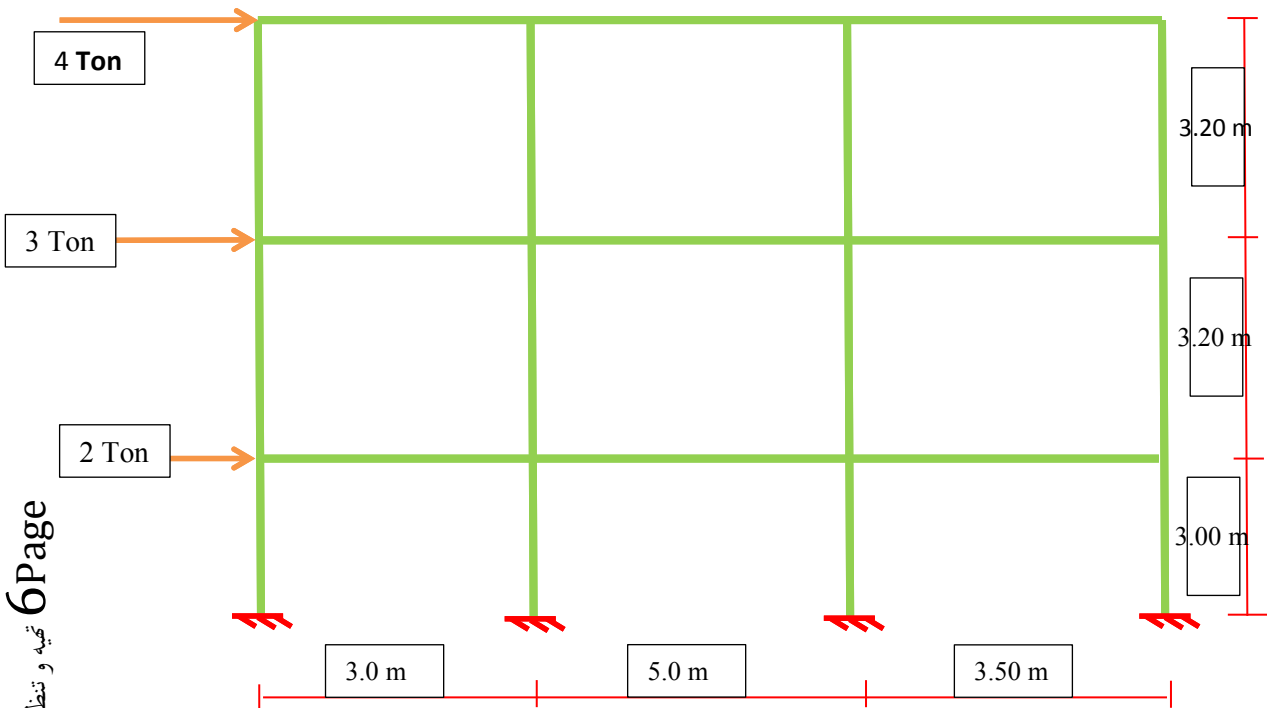 4 Ton
3.20 m
3 Ton
3.20 m
2 Ton
3.00 m
3.0 m
5.0 m
3.50 m
6Page
و